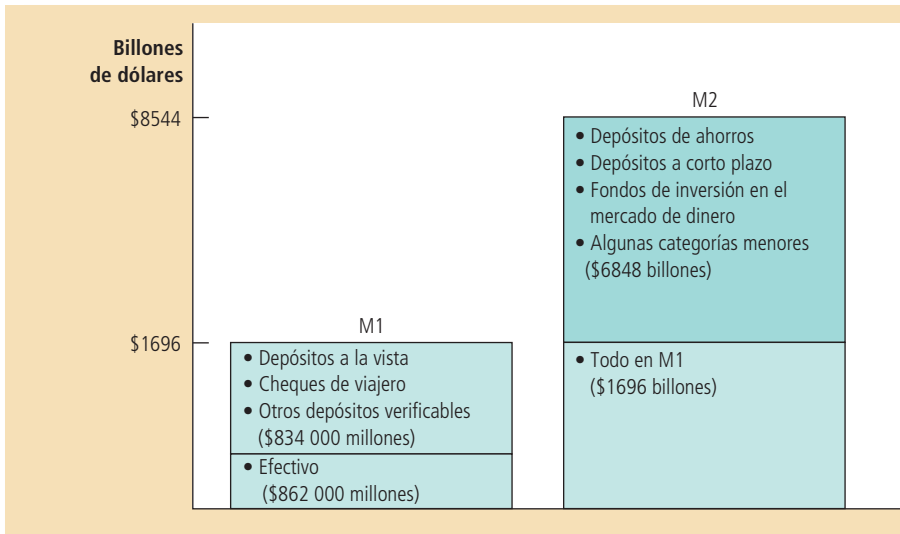 Billones
de dólares
$8544
$1696
M1
• Depósitos a la vista
• Cheques de viajero
• Otros depósitos verificables
($834 000 millones)
• Efectivo
($862 000 millones)
M2
• Depósitos de ahorros
• Depósitos a corto plazo
• Fondos de inversión en el
mercado de dinero
• Algunas categorías menores
($6848 billones)
• Todo en M1
($1696 billones)